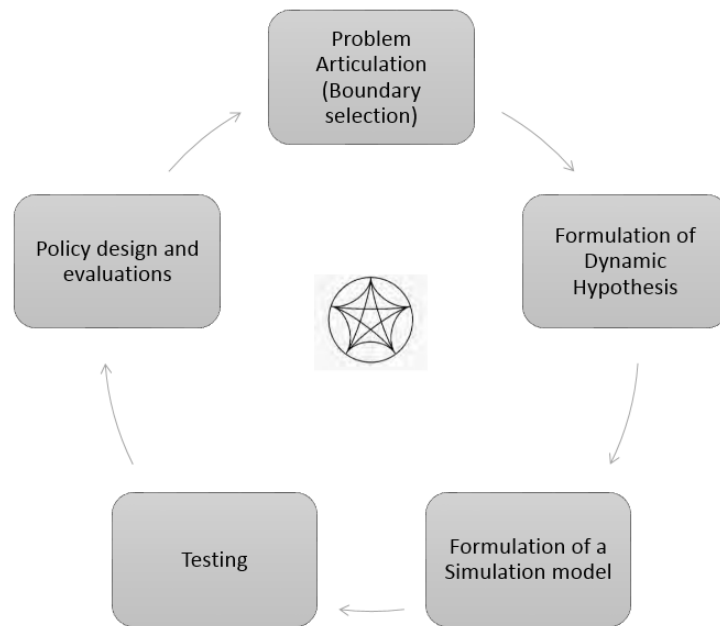 Problem
Articulation
(Boundary
selection)
Formulation of
Dynamic
Hypothesis
Formulation of a
Simulation model
Testing
Policy design and
evaluations